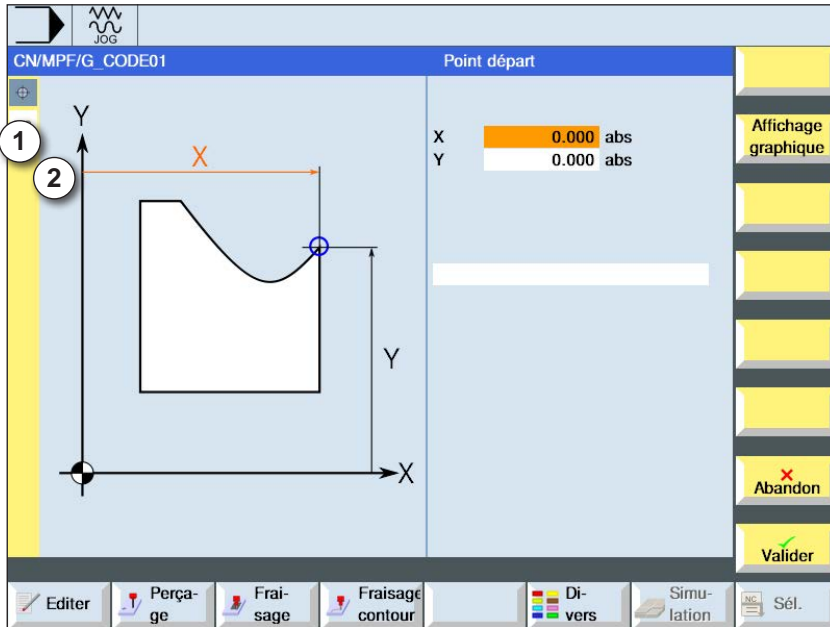 JOG
CN/MPF/G_CODE01
Point départ
1
2
Y
X
X 0.000 abs
Y 0.000 abs
Y
X
Affichage
graphique
Abandon
Valider
Editer
Perça-
ge
Frai-
sage
Fraisage
contour
Di-
vers
Simu-
lation
NC
Sél.